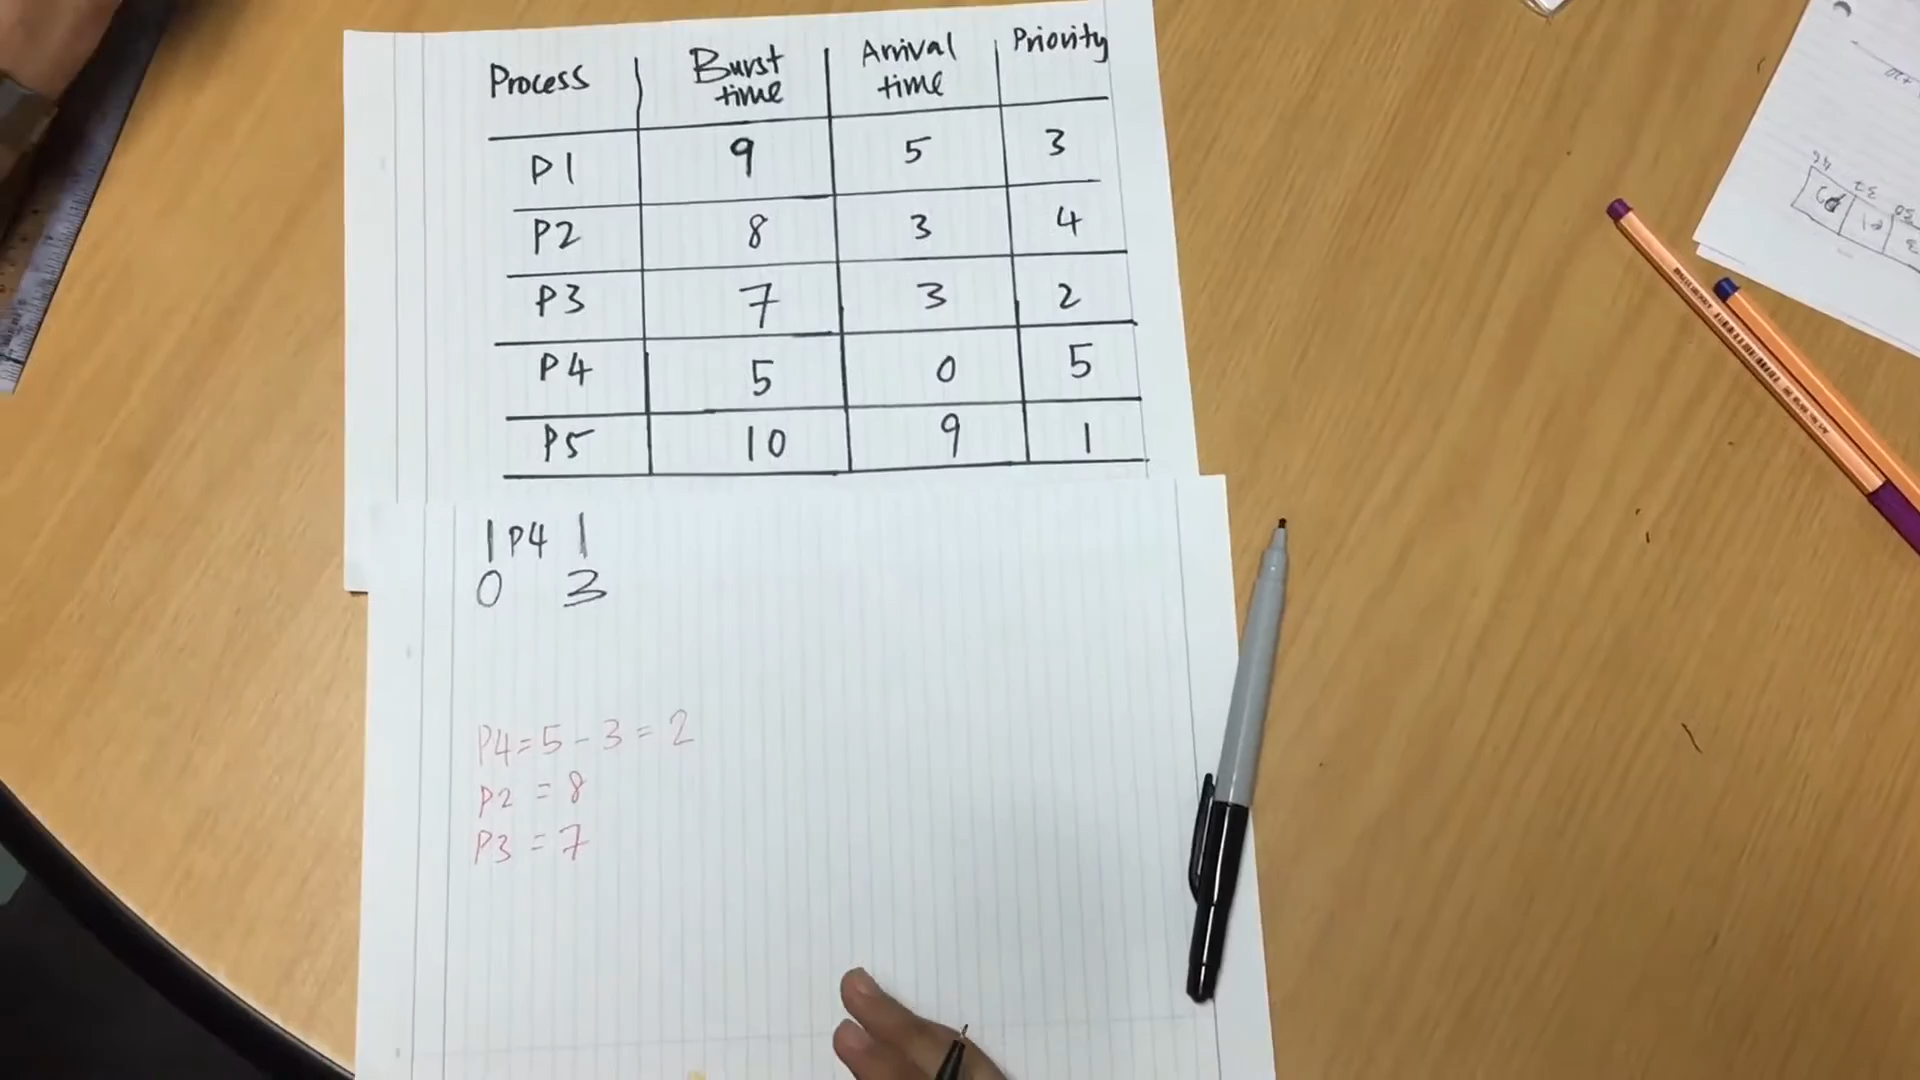 Process Burst time Arrival time Priority
P1 9 5 3
P2 8 3 4
P3 7 3 2
P4 5 0 5
P5 10 9 1
| P4 |
0 3
P4 = 5 - 3 = 2
P2 = 8
P3 = 7